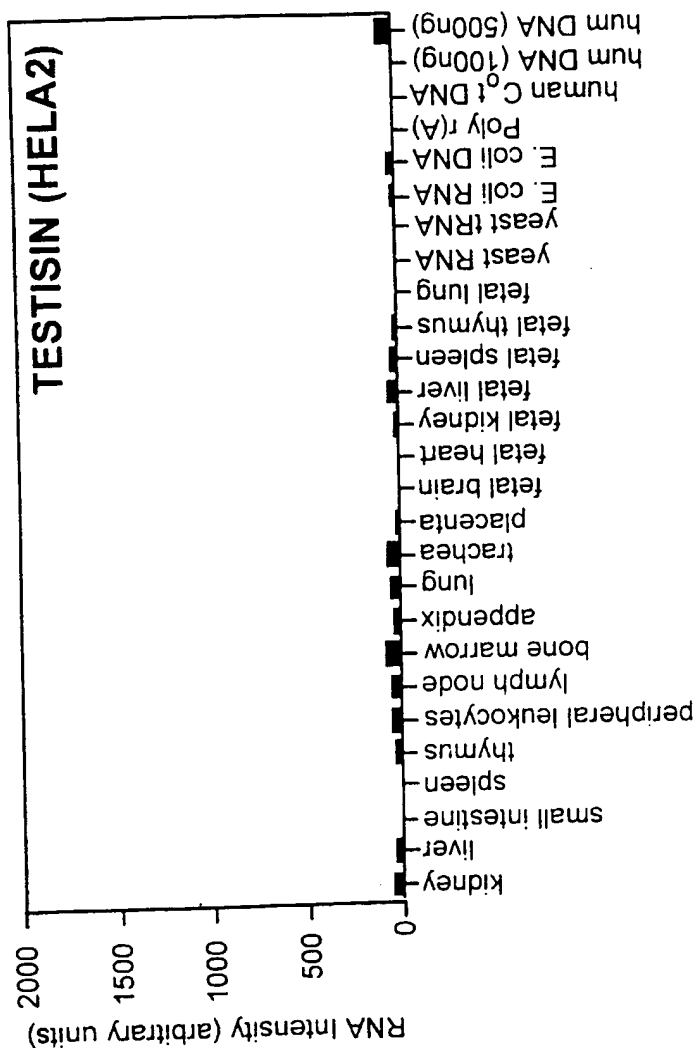 TESTISIN (HELA2)
RNA Intensity (arbitrary units)
2000
1500
1000
500
0
kidney
liver
small intestine
spleen
thymus
peripheral leukocytes
lymph node
bone marrow
appendix
lung
trachea
placenta
fetal brain
fetal heart
fetal kidney
fetal liver
fetal spleen
fetal thymus
fetal lung
yeast RNA
yeast tRNA
E. coli RNA
E. coli DNA
Poly r(A)
human C₀t DNA
hum DNA (100ng)
hum DNA (500ng)